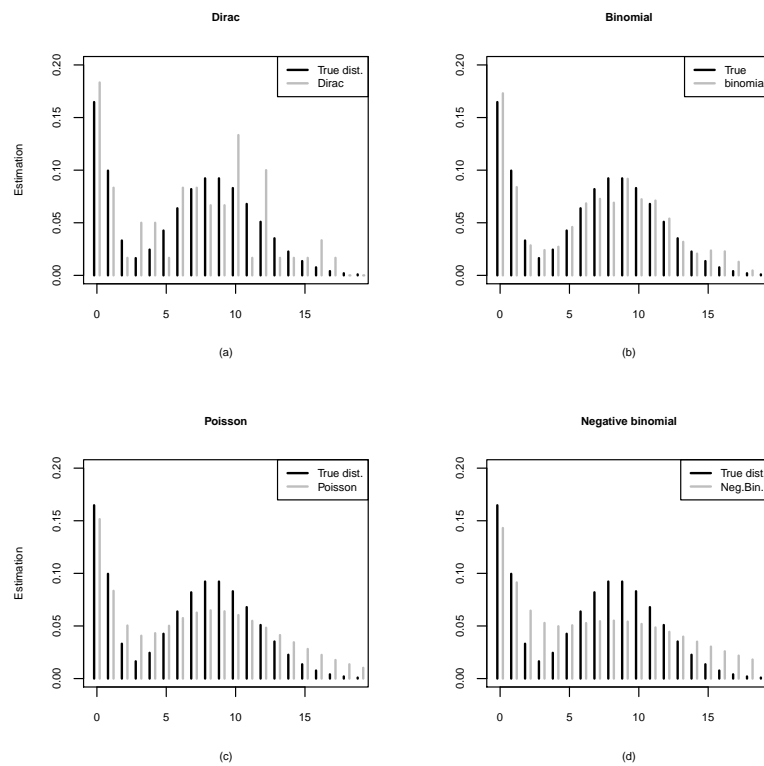 Dirac
True dist.
Dirac
Estimation
0.00 0.05 0.10 0.15 0.20
0 5 10 15
(a)
Binomial
True
binomial
0.00 0.05 0.10 0.15 0.20
0 5 10 15
(b)
Poisson
True dist.
Poisson
Estimation
0.00 0.05 0.10 0.15 0.20
0 5 10 15
(c)
Negative binomial
True dist.
Neg.Bin.
0.00 0.05 0.10 0.15 0.20
0 5 10 15
(d)